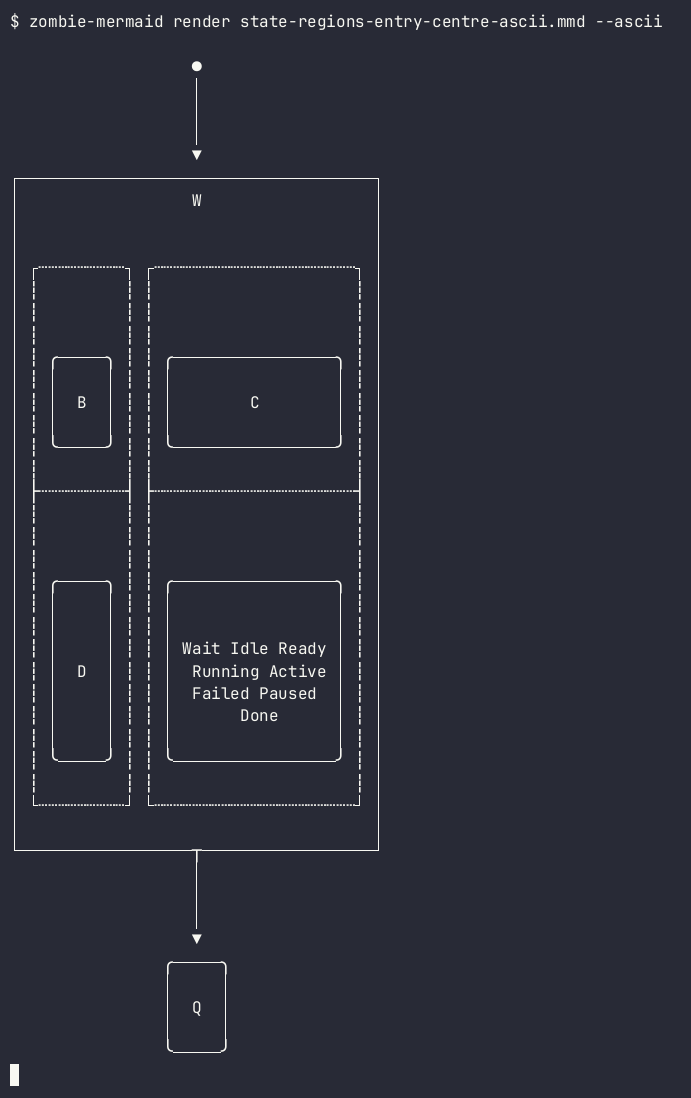 $ zombie-mermaid render state-regions-entry-centre-ascii.mmd --ascii
W
B
C
D
Wait Idle Ready
Running Active
Failed Paused
Done
Q